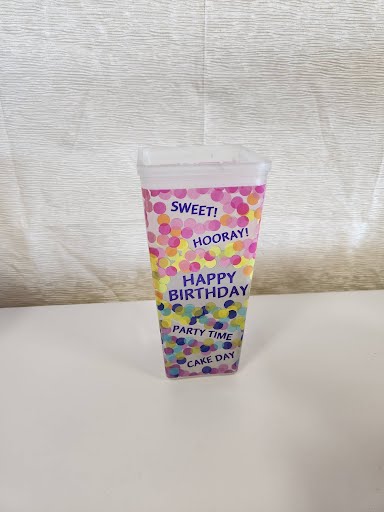 SWEET!
HOORAY!
HAPPY
BIRTHDAY
PARTY TIME
CAKE DAY